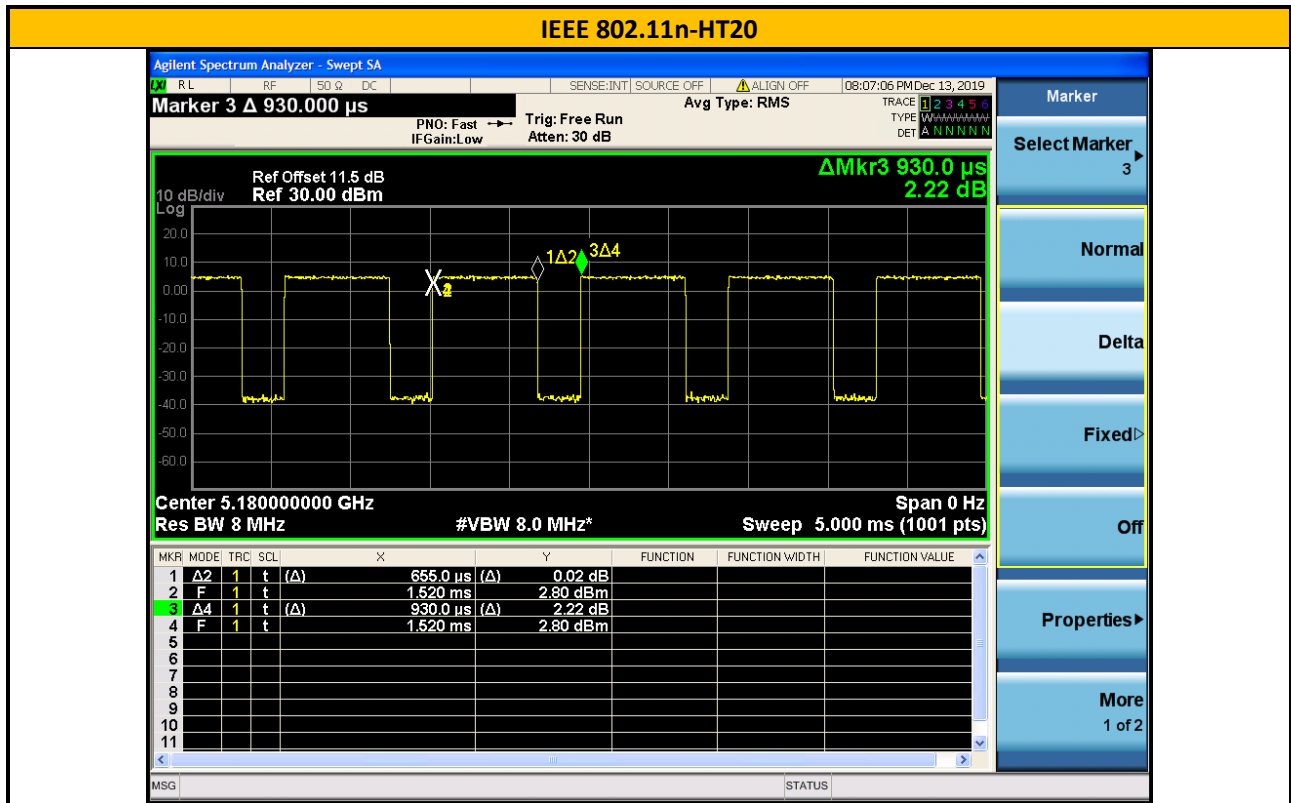 IEEE 802.11n-HT20
Agilent Spectrum Analyzer - Swept SA
LXI RL RF 50 Ω DC SENSE:INT SOURCE OFF ALIGN OFF 08:07:06 PM Dec 13, 2019
Marker 3 Δ 930.000 µs
PNO: Fast
IFGain:Low
Trig: Free Run
Atten: 30 dB
Avg Type: RMS
TRACE 1 2 3 4 5 6
TYPE W
DET A N N N N N
ΔMkr3 930.0 µs
2.22 dB
Ref Offset 11.5 dB
10 dB/div Ref 30.00 dBm
Log
20.0
10.0
0.00
-10.0
-20.0
-30.0
-40.0
-50.0
-60.0
1Δ2
3Δ4
Center 5.180000000 GHz Span 0 Hz
Res BW 8 MHz #VBW 8.0 MHz* Sweep 5.000 ms (1001 pts)
MKR MODE TRC SCL X Y FUNCTION FUNCTION WIDTH FUNCTION VALUE
1 Δ2 1 t (Δ) 655.0 µs (Δ) 0.02 dB
2 F 1 t 1.520 ms 2.80 dBm
3 Δ4 1 t (Δ) 930.0 µs (Δ) 2.22 dB
4 F 1 t 1.520 ms 2.80 dBm
5
6
7
8
9
10
11
MSG STATUS
Marker
Select Marker
3
Normal
Delta
Fixed
Off
Properties
More
1 of 2